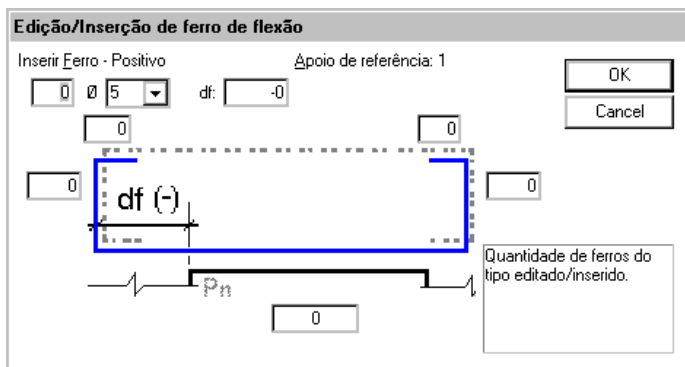 Edição/Inserção de ferro de flexão
Inserir Ferro - Positivo
Apoio de referência: 1
0 Ø 5 df: -0
OK
Cancel
0 0
0 0
df (-)
Quantidade de ferros do
tipo editado/inserido.
Pn
0